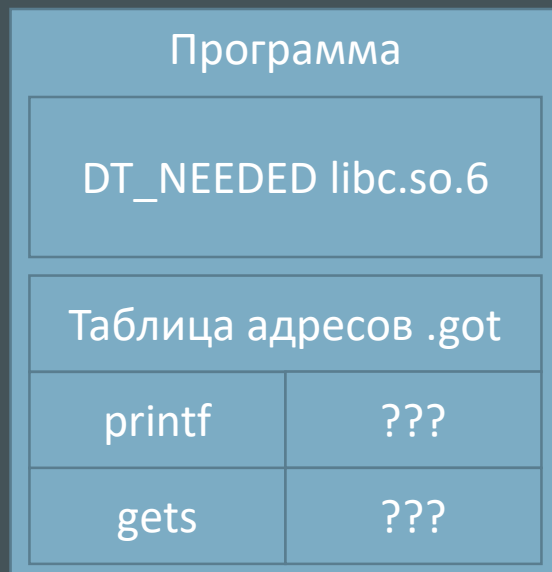 Программа
DT_NEEDED libc.so.6
Таблица адресов .got
printf ???
gets ???